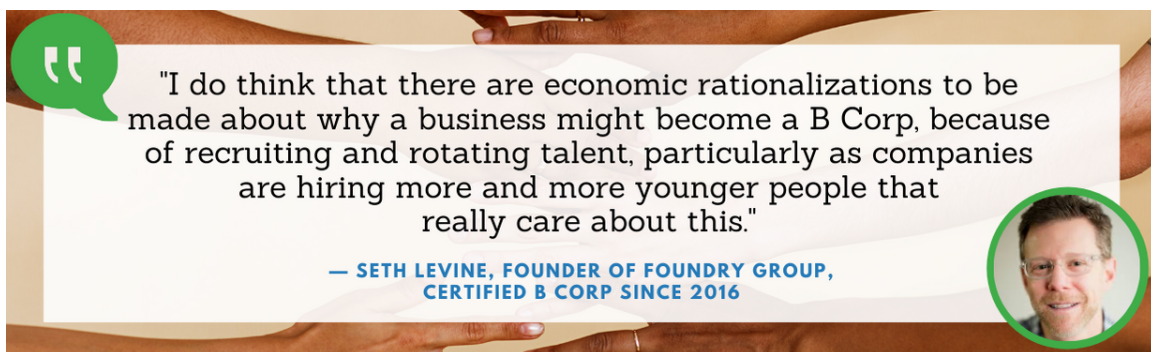 "I do think that there are economic rationalizations to be
made about why a business might become a B Corp, because
of recruiting and rotating talent, particularly as companies
are hiring more and more younger people that
really care about this."
— SETH LEVINE, FOUNDER OF FOUNDRY GROUP,
CERTIFIED B CORP SINCE 2016